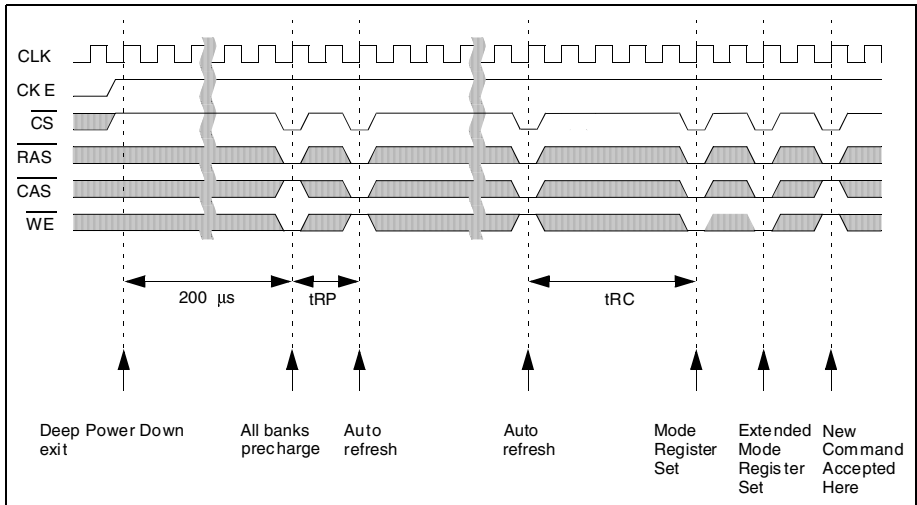 CLK
CKE
CS
RAS
CAS
WE
200 µs
tRP
tRC
Deep Power Down
exit
All banks
precharge
Auto
refresh
Auto
refresh
Mode
Register
Set
Extended
Mode
Register
Set
New
Command
Accepted
Here